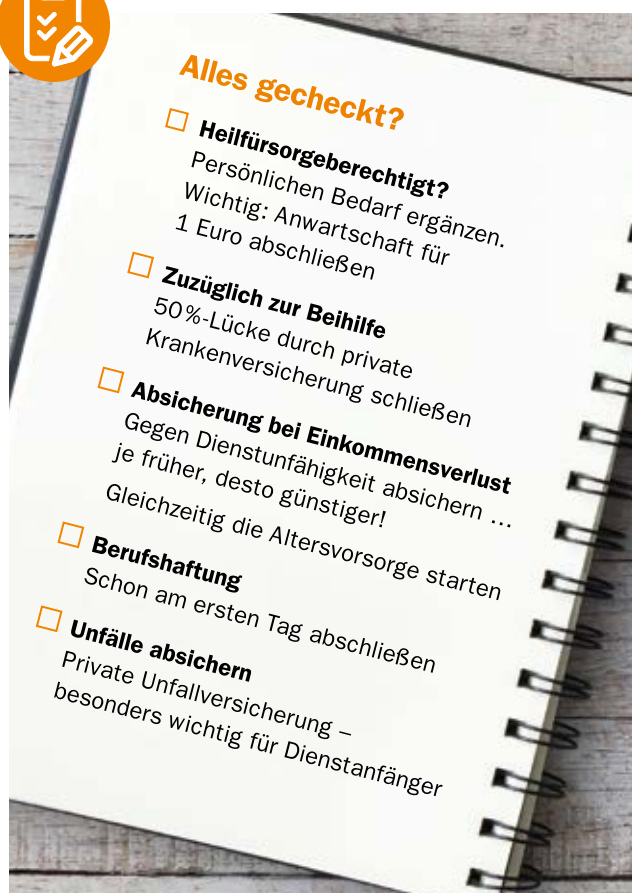 Alles gecheckt?
Heilfürsorgeberechtigt?
Persönlichen Bedarf ergänzen.
Wichtig: Anwartschaft für
1 Euro abschließen
Zuzüglich zur Beihilfe
50%-Lücke durch private
Krankenversicherung schließen
Absicherung bei Einkommensverlust
Gegen Dienstunfähigkeit absichern ...
je früher, desto günstiger!
Gleichzeitig die Altersvorsorge starten
Berufshaftung
Schon am ersten Tag abschließen
Unfälle absichern
Private Unfallversicherung –
besonders wichtig für Dienstanfänger